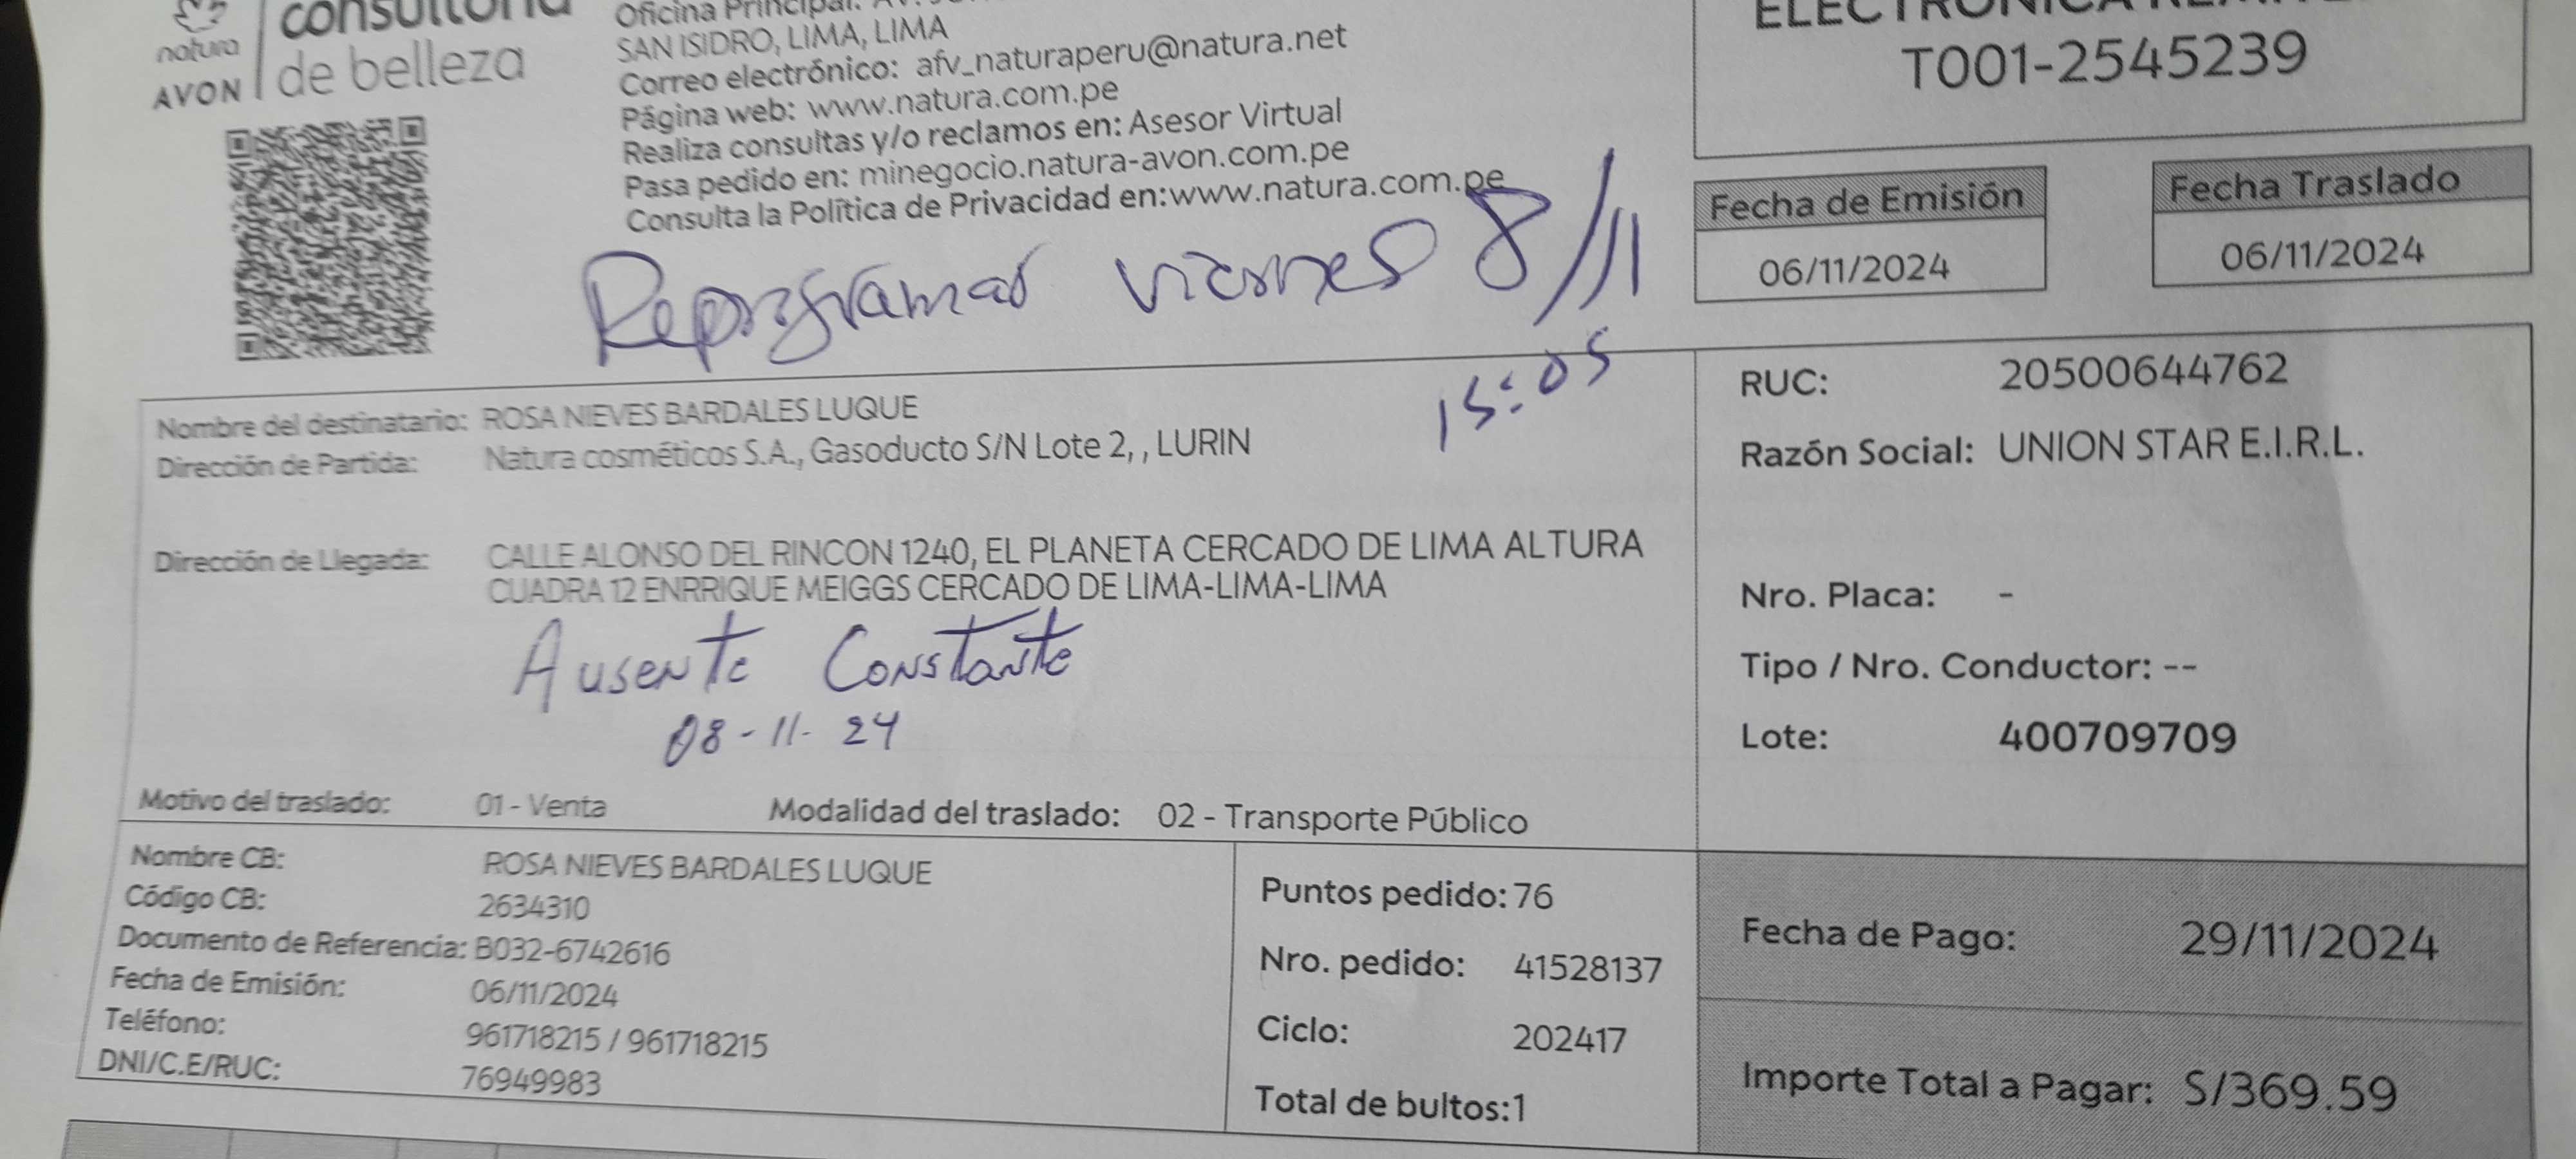 natura
AVON
consultoria
de belleza
Oficina Principal:
SAN ISIDRO, LIMA, LIMA
Correo electrónico: afv_naturaperu@natura.net
Página web: www.natura.com.pe
Realiza consultas y/o reclamos en: Asesor Virtual
Pasa pedido en: minegocio.natura-avon.com.pe
Consulta la Política de Privacidad en:www.natura.com.pe
ELECTRÓNICA
T001-2545239
Fecha de Emisión
06/11/2024
Fecha Traslado
06/11/2024
Reprogramar viernes 8/11
15:05
Nombre del destinatario: ROSA NIEVES BARDALES LUQUE
Dirección de Partida: Natura cosméticos S.A., Gasoducto S/N Lote 2, , LURIN
Dirección de Llegada: CALLE ALONSO DEL RINCON 1240, EL PLANETA CERCADO DE LIMA ALTURA
CUADRA 12 ENRRIQUE MEIGGS CERCADO DE LIMA-LIMA-LIMA
Ausente Constante
08-11-24
Motivo del traslado: 01 - Venta Modalidad del traslado: 02 - Transporte Público
RUC: 20500644762
Razón Social: UNION STAR E.I.R.L.
Nro. Placa: -
Tipo / Nro. Conductor: --
Lote: 400709709
Nombre CB: ROSA NIEVES BARDALES LUQUE
Código CB: 2634310
Documento de Referencia: B032-6742616
Fecha de Emisión: 06/11/2024
Teléfono: 961718215 / 961718215
DNI/C.E/RUC: 76949983
Puntos pedido: 76
Nro. pedido: 41528137
Ciclo: 202417
Total de bultos:1
Fecha de Pago: 29/11/2024
Importe Total a Pagar: S/369.59